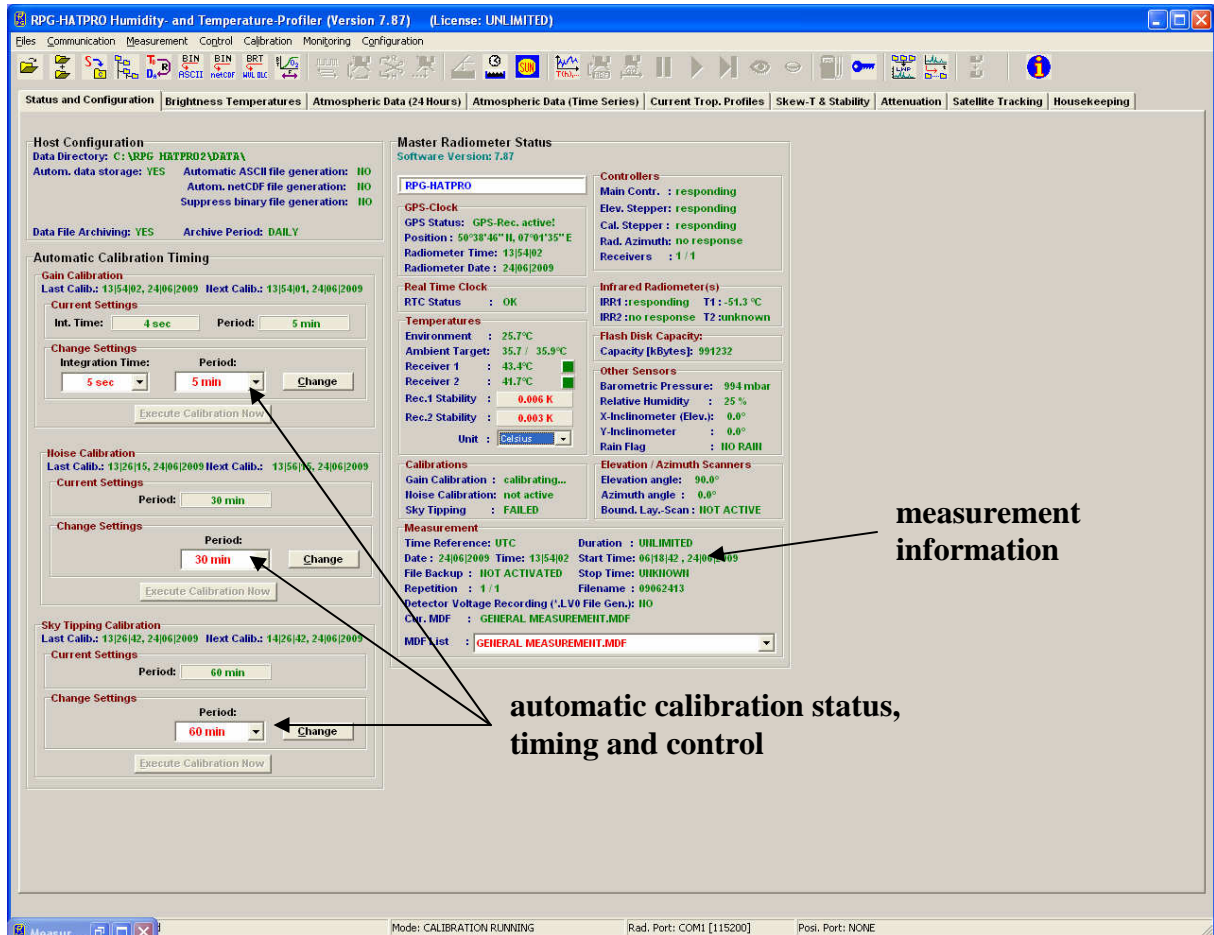 RPG-HATPRO Humidity- and Temperature-Profiler (Version 7.87) (License: UNLIMITED)
Files Communication Measurement Control Calibration Monitoring Configuration
BIN ASCII BIN netCDF BRT WVL BLC SUN T(h),...
Status and Configuration Brightness Temperatures Atmospheric Data (24 Hours) Atmospheric Data (Time Series) Current Trop. Profiles Skew-T & Stability Attenuation Satellite Tracking Housekeeping
Host Configuration
Data Directory: C:\RPG HATPRO2\DATA\
Autom. data storage: YES Automatic ASCII file generation: NO
Autom. netCDF file generation: NO
Suppress binary file generation: NO
Data File Archiving: YES Archive Period: DAILY
Automatic Calibration Timing
Gain Calibration
Last Calib.: 13|54|02, 24|06|2009 Next Calib.: 13|54|01, 24|06|2009
Current Settings
Int. Time: 4 sec Period: 5 min
Change Settings
Integration Time: Period:
5 sec 5 min Change
Execute Calibration Now
Noise Calibration
Last Calib.: 13|26|15, 24|06|2009 Next Calib.: 13|56|15, 24|06|2009
Current Settings
Period: 30 min
Change Settings
Period:
30 min Change
Execute Calibration Now
Sky Tipping Calibration
Last Calib.: 13|26|42, 24|06|2009 Next Calib.: 14|26|42, 24|06|2009
Current Settings
Period: 60 min
Change Settings
Period:
60 min Change
Execute Calibration Now
Master Radiometer Status
Software Version: 7.87
RPG-HATPRO
GPS-Clock
GPS Status: GPS-Rec. active!
Position : 50°38'46" N, 07°01'35" E
Radiometer Time: 13|54|02
Radiometer Date : 24|06|2009
Real Time Clock
RTC Status : OK
Temperatures
Environment : 25.7°C
Ambient Target: 35.7 / 35.9°C
Receiver 1 : 43.4°C
Receiver 2 : 41.7°C
Rec.1 Stability : 0.006 K
Rec.2 Stability : 0.003 K
Unit : Celsius
Calibrations
Gain Calibration : calibrating...
Noise Calibration: not active
Sky Tipping : FAILED
Controllers
Main Contr. : responding
Elev. Stepper: responding
Cal. Stepper : responding
Rad. Azimuth: no response
Receivers : 1 / 1
Infrared Radiometer(s)
IRR1 :responding T1 : -51.3 °C
IRR2 :no response T2 :unknown
Flash Disk Capacity:
Capacity [kBytes]: 991232
Other Sensors
Barometric Pressure: 994 mbar
Relative Humidity : 25 %
X-Inclinometer (Elev.): 0.0°
Y-Inclinometer : 0.0°
Rain Flag : NO RAIN
Elevation / Azimuth Scanners
Elevation angle: 90.0°
Azimuth angle : 0.0°
Bound. Lay.-Scan : NOT ACTIVE
Measurement
Time Reference: UTC Duration : UNLIMITED
Date : 24|06|2009 Time: 13|54|02 Start Time: 06|18|42 , 24|06|2009
File Backup : NOT ACTIVATED Stop Time: UNKNOWN
Repetition : 1 / 1 Filename : 09062413
Detector Voltage Recording (*.LV0 File Gen.): NO
Cur. MDF : GENERAL MEASUREMENT.MDF
MDF List : GENERAL MEASUREMENT.MDF
measurement
information
automatic calibration status,
timing and control
Mode: CALIBRATION RUNNING Rad. Port: COM1 [115200] Posi. Port: NONE
Measur...